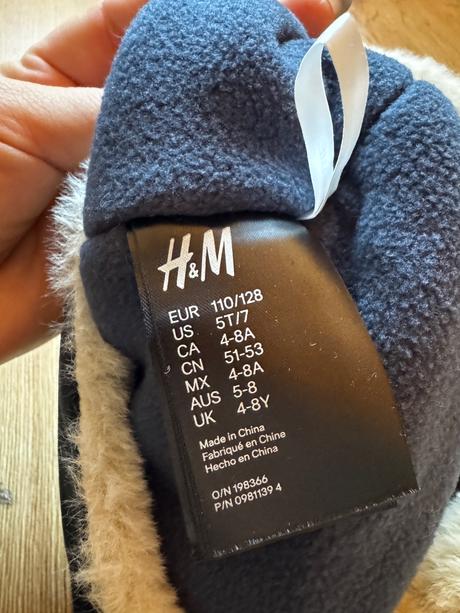 H&M
EUR 110/128
US 5T/7
CA 4-8A
CN 51-53
MX 4-8A
AUS 5-8
UK 4-8Y
Made in China
Fabriqué en Chine
Hecho en China
O/N 198366
P/N 0981139 4